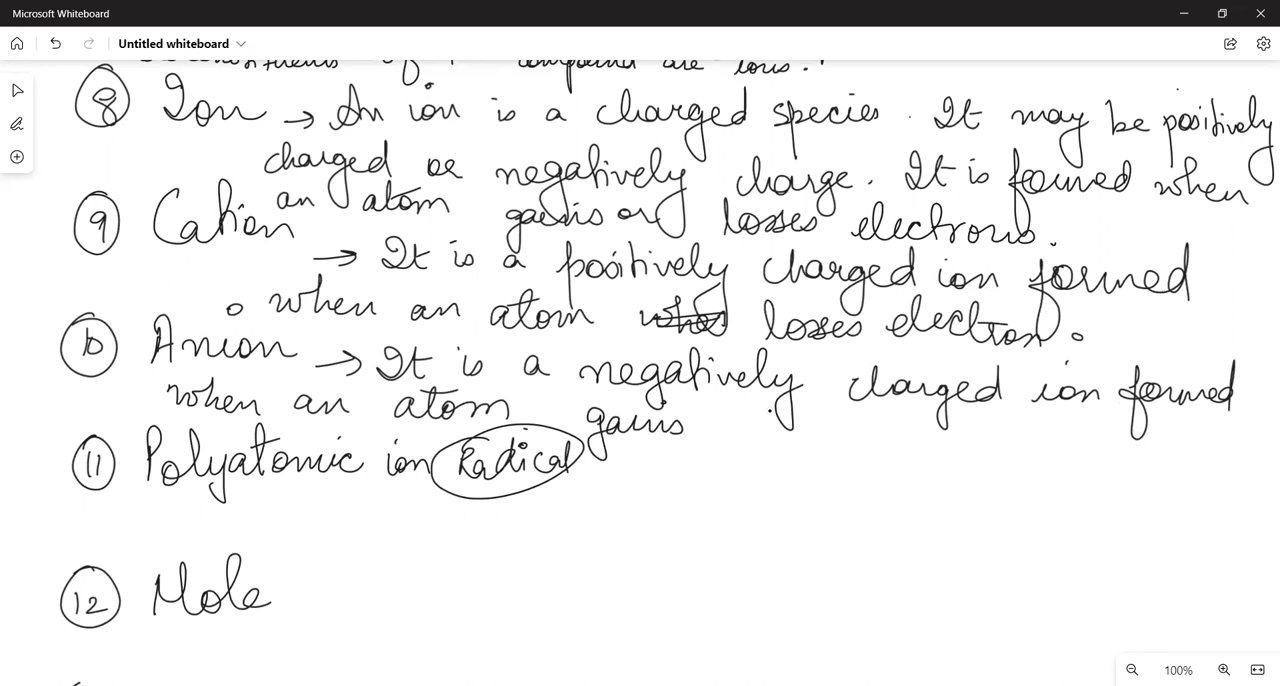 Microsoft Whiteboard
Untitled whiteboard
compound are ions.
8 Ion → An ion is a charged species. It may be positively
charged or negatively charge. It is formed when
an atom gains or losses electrons.
9 Cation
→ It is a positively charged ion formed
when an atom losses electron.
10 Anion → It is a negatively charged ion formed
when an atom gains
11 Polyatomic ion Radical
12 Mole
100%